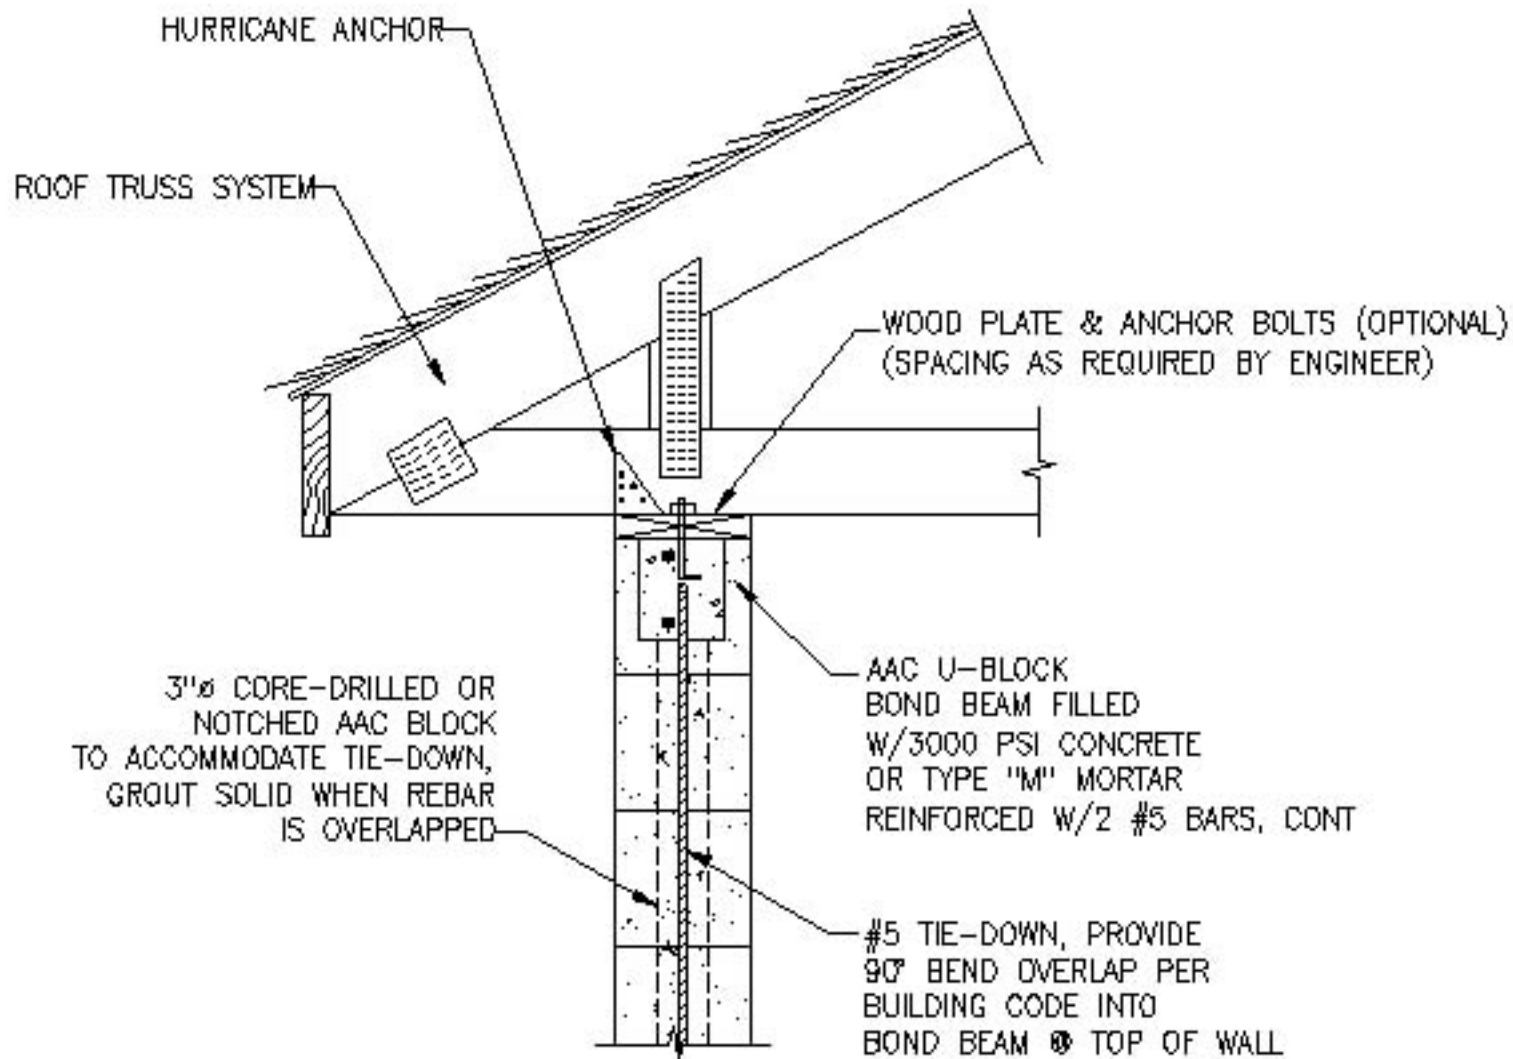 HURRICANE ANCHOR
ROOF TRUSS SYSTEM
WOOD PLATE & ANCHOR BOLTS (OPTIONAL)
(SPACING AS REQUIRED BY ENGINEER)
3"ø CORE-DRILLED OR
NOTCHED AAC BLOCK
TO ACCOMMODATE TIE-DOWN,
GROUT SOLID WHEN REBAR
IS OVERLAPPED
AAC U-BLOCK
BOND BEAM FILLED
W/3000 PSI CONCRETE
OR TYPE "M" MORTAR
REINFORCED W/2 #5 BARS, CONT
#5 TIE-DOWN, PROVIDE
90° BEND OVERLAP PER
BUILDING CODE INTO
BOND BEAM @ TOP OF WALL